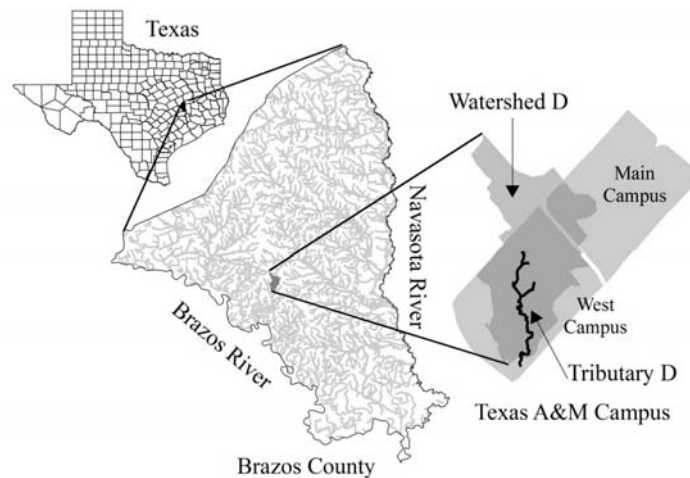 Texas
Watershed D
Main
Campus
Navasota River
West
Campus
Brazos River
Tributary D
Texas A&M Campus
Brazos County